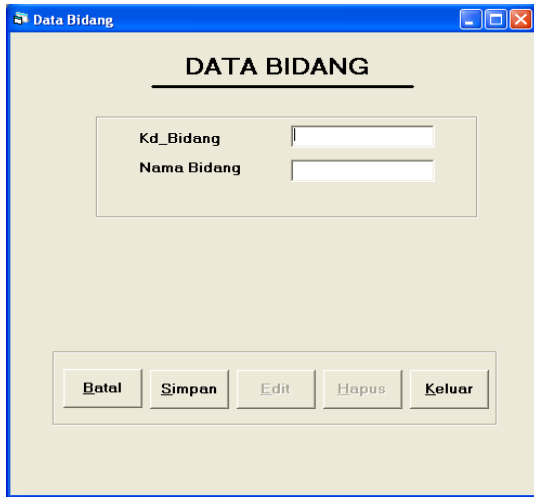 Data Bidang
DATA BIDANG
Kd_Bidang
Nama Bidang
Batal Simpan Edit Hapus Keluar